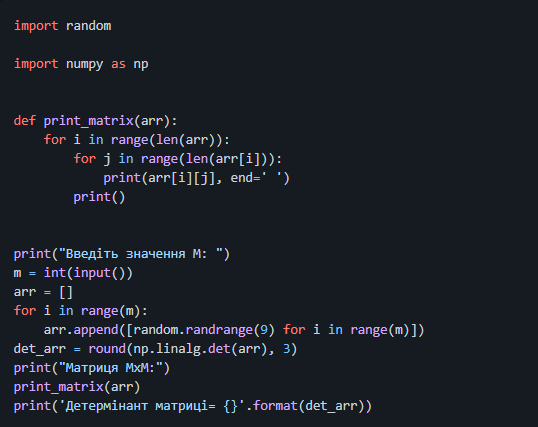 import random
import numpy as np
def print_matrix(arr):
    for i in range(len(arr)):
        for j in range(len(arr[i])):
            print(arr[i][j], end=' ')
        print()
print("Введіть значення M: ")
m = int(input())
arr = []
for i in range(m):
    arr.append([random.randrange(9) for i in range(m)])
det_arr = round(np.linalg.det(arr), 3)
print("Матриця MxM:")
print_matrix(arr)
print('Детермінант матриці= {}'.format(det_arr))